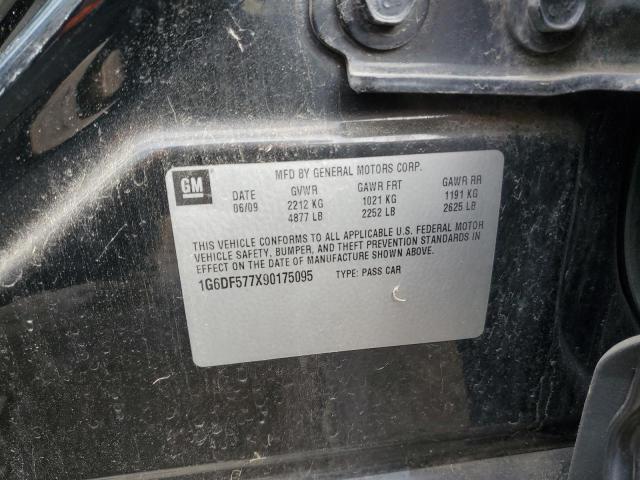 MFD BY GENERAL MOTORS CORP.
GM DATE GVWR GAWR FRT GAWR RR
06/09 2212 KG 1021 KG 1191 KG
4877 LB 2252 LB 2625 LB
THIS VEHICLE CONFORMS TO ALL APPLICABLE U.S. FEDERAL MOTOR
VEHICLE SAFETY, BUMPER, AND THEFT PREVENTION STANDARDS IN
EFFECT ON THE DATE OF MANUFACTURE SHOWN ABOVE.
1G6DF577X90175095 TYPE: PASS CAR